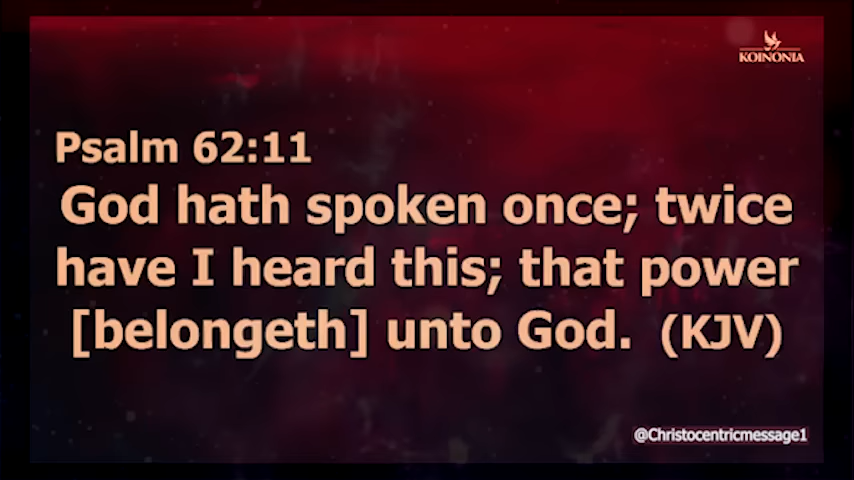 KOINONIA
Psalm 62:11
God hath spoken once; twice
have I heard this; that power
[belongeth] unto God. (KJV)
@Christocentricmessage1